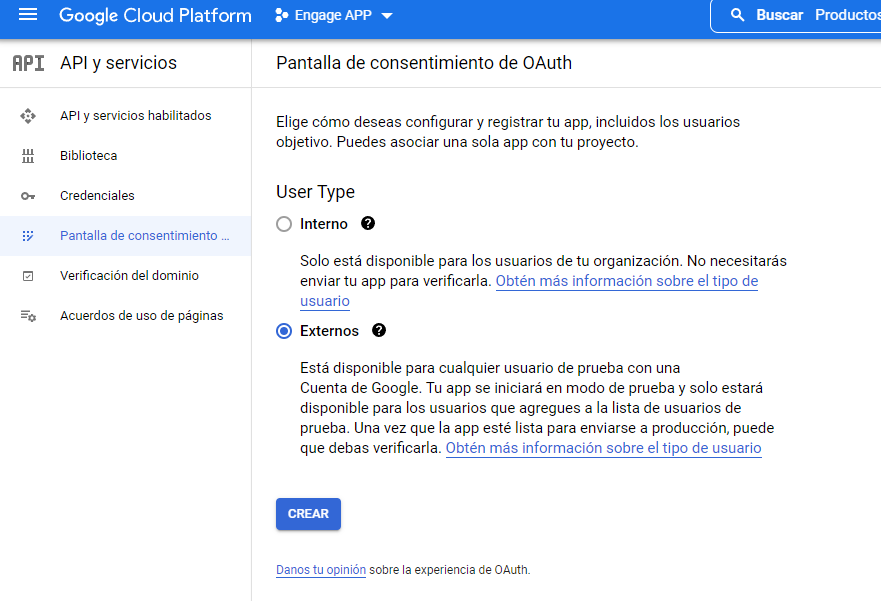 Google Cloud Platform
Engage APP
Buscar Productos
API API y servicios
Pantalla de consentimiento de OAuth
API y servicios habilitados
Biblioteca
Credenciales
Pantalla de consentimiento ...
Verificación del dominio
Acuerdos de uso de páginas
Elige cómo deseas configurar y registrar tu app, incluidos los usuarios
objetivo. Puedes asociar una sola app con tu proyecto.
User Type
Interno
Solo está disponible para los usuarios de tu organización. No necesitarás
enviar tu app para verificarla. Obtén más información sobre el tipo de
usuario
Externos
Está disponible para cualquier usuario de prueba con una
Cuenta de Google. Tu app se iniciará en modo de prueba y solo estará
disponible para los usuarios que agregues a la lista de usuarios de
prueba. Una vez que la app esté lista para enviarse a producción, puede
que debas verificarla. Obtén más información sobre el tipo de usuario
CREAR
Danos tu opinión sobre la experiencia de OAuth.